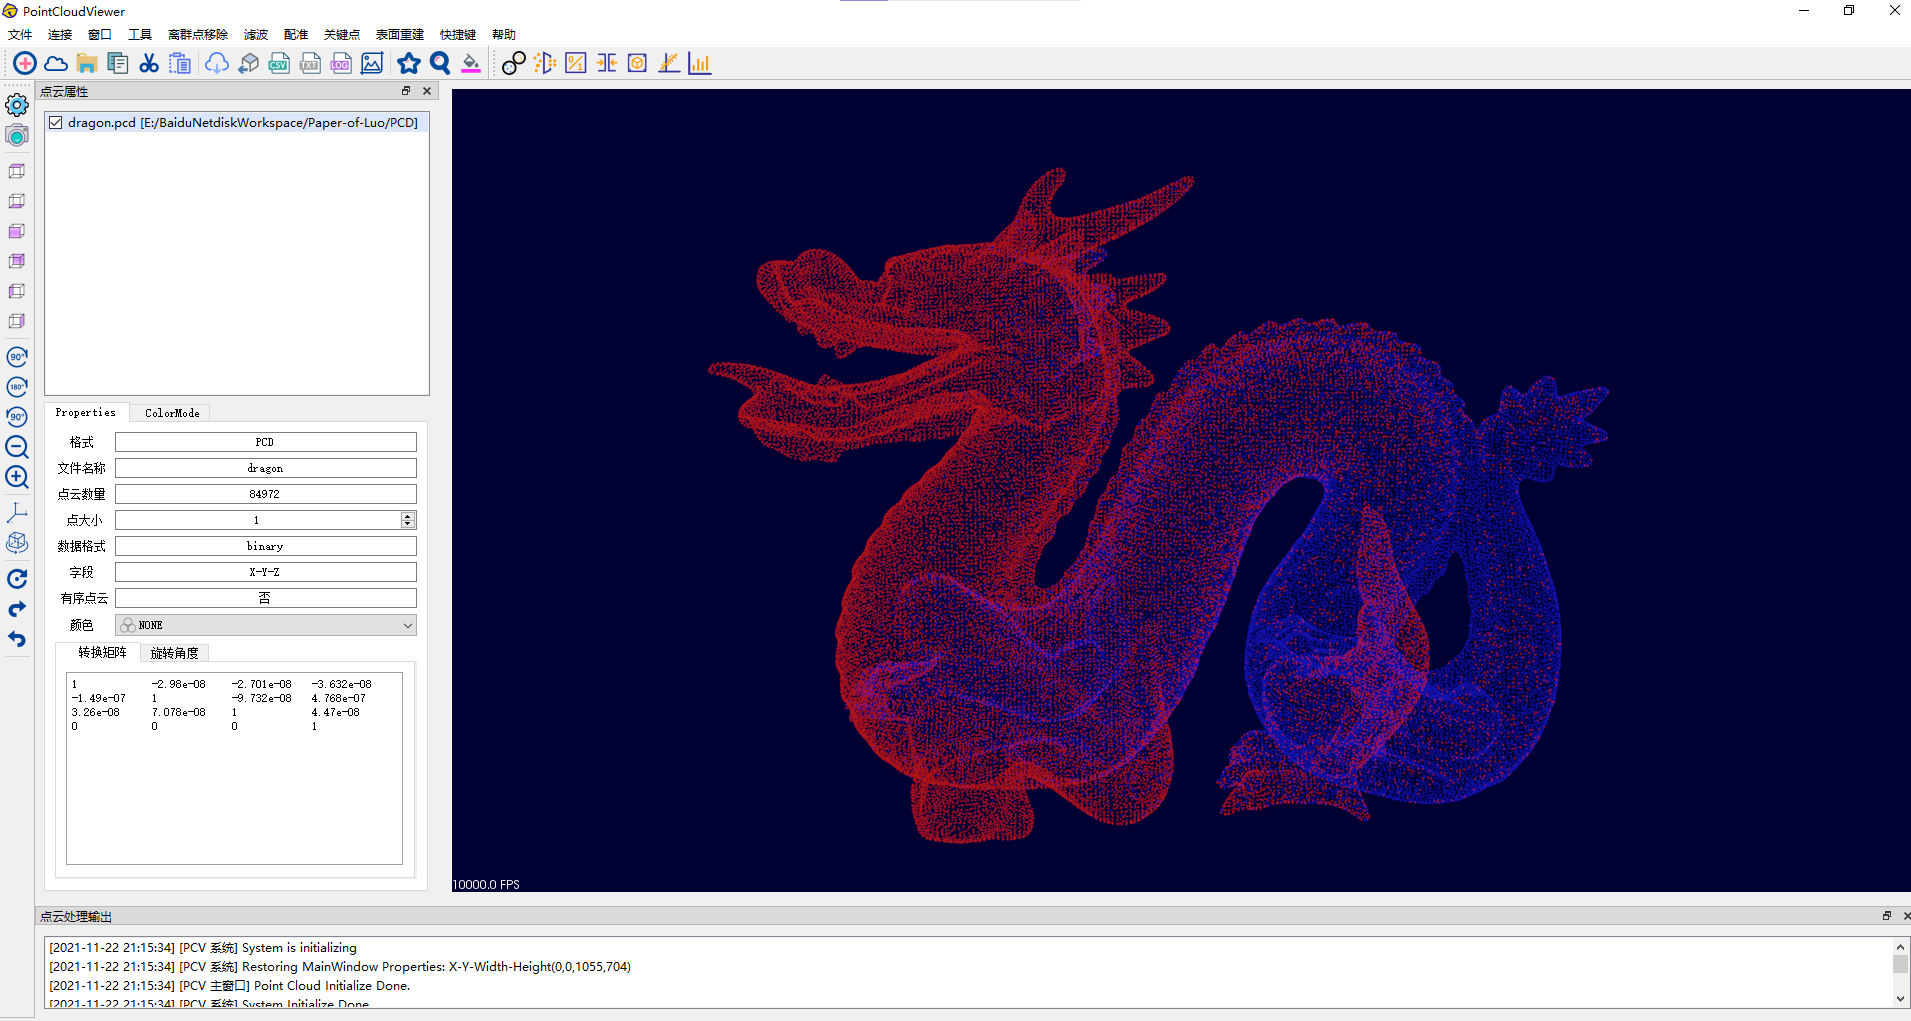 PointCloudViewer
文件 连接 窗口 工具 离群点移除 滤波 配准 关键点 表面重建 快捷键 帮助
CSV TXT LOG
点云属性
dragon.pcd [E:/BaiduNetdiskWorkspace/Paper-of-Luo/PCD]
90°
180°
90°
Properties ColorMode
格式 PCD
文件名称 dragon
点云数量 84972
点大小 1
数据格式 binary
字段 X-Y-Z
有序点云 否
颜色 NONE
转换矩阵 旋转角度
1 -2.98e-08 -2.701e-08 -3.632e-08
-1.49e-07 1 -9.732e-08 4.768e-07
3.26e-08 7.078e-08 1 4.47e-08
0 0 0 1
10000.0 FPS
点云处理输出
[2021-11-22 21:15:34] [PCV 系统] System is initializing
[2021-11-22 21:15:34] [PCV 系统] Restoring MainWindow Properties: X-Y-Width-Height(0,0,1055,704)
[2021-11-22 21:15:34] [PCV 主窗口] Point Cloud Initialize Done.
[2021-11-22 21:15:34] [PCV 系统] System Initialize Done